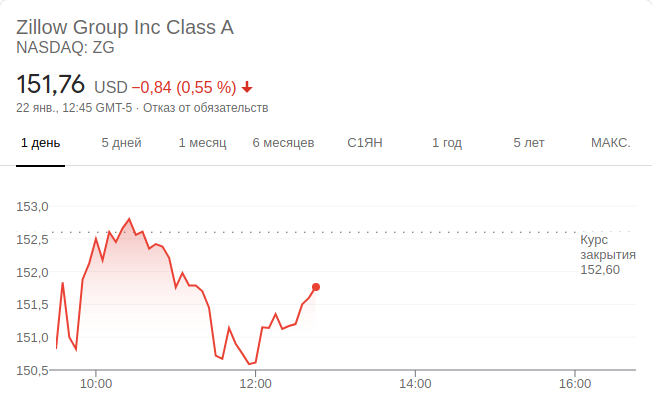 Zillow Group Inc Class A
NASDAQ: ZG
151,76 USD −0,84 (0,55 %)
22 янв., 12:45 GMT-5 · Отказ от обязательств
1 день 5 дней 1 месяц 6 месяцев С1ЯН 1 год 5 лет МАКС.
153,0
152,5
Курс
закрытия
152,60
152,0
151,5
151,0
150,5
10:00 12:00 14:00 16:00